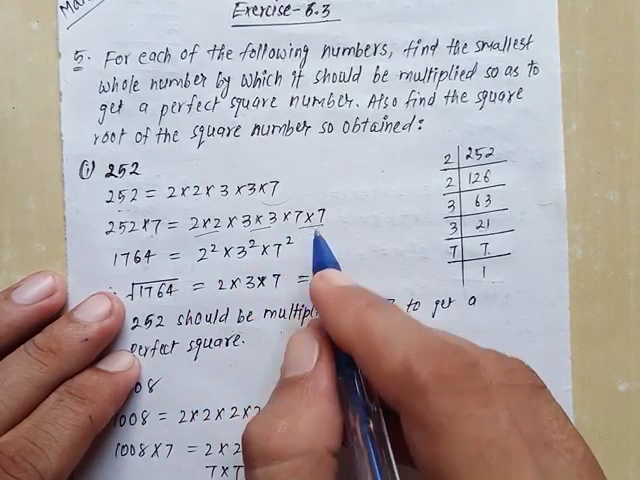 Exercise-6.3
5. For each of the following numbers, find the smallest
whole number by which it should be multiplied so as to
get a perfect square number. Also find the square
root of the square number so obtained:
(i) 252
252 = 2×2×3×3×7
252×7 = 2×2×3×3×7×7
1764 = 2² × 3² × 7²
∴ √1764 = 2×3×7 =
252 should be to get a
perfect square.
1008 = 2×2×2×2
1008×7 = 2×2
7×7
2 252
2 126
3 63
3 21
7 7
1